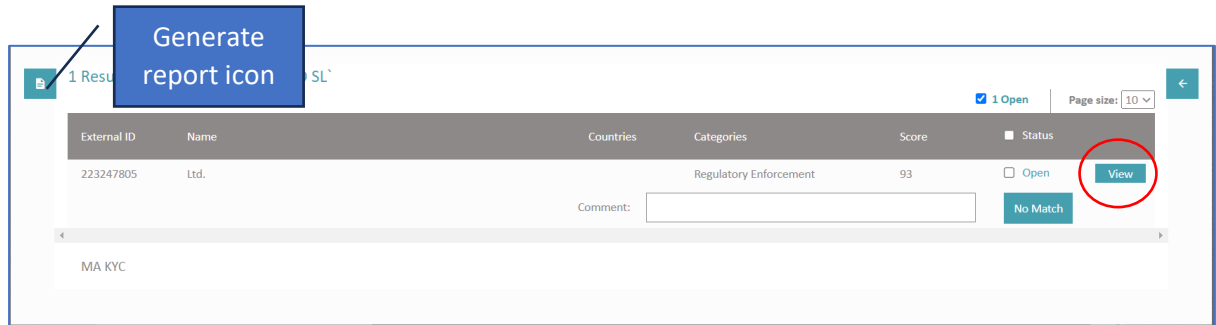 Generate
report icon
1 Resu SL`
1 Open Page size: 10
External ID Name Countries Categories Score Status
223247805 Ltd. Regulatory Enforcement 93 Open View
Comment: No Match
MA KYC